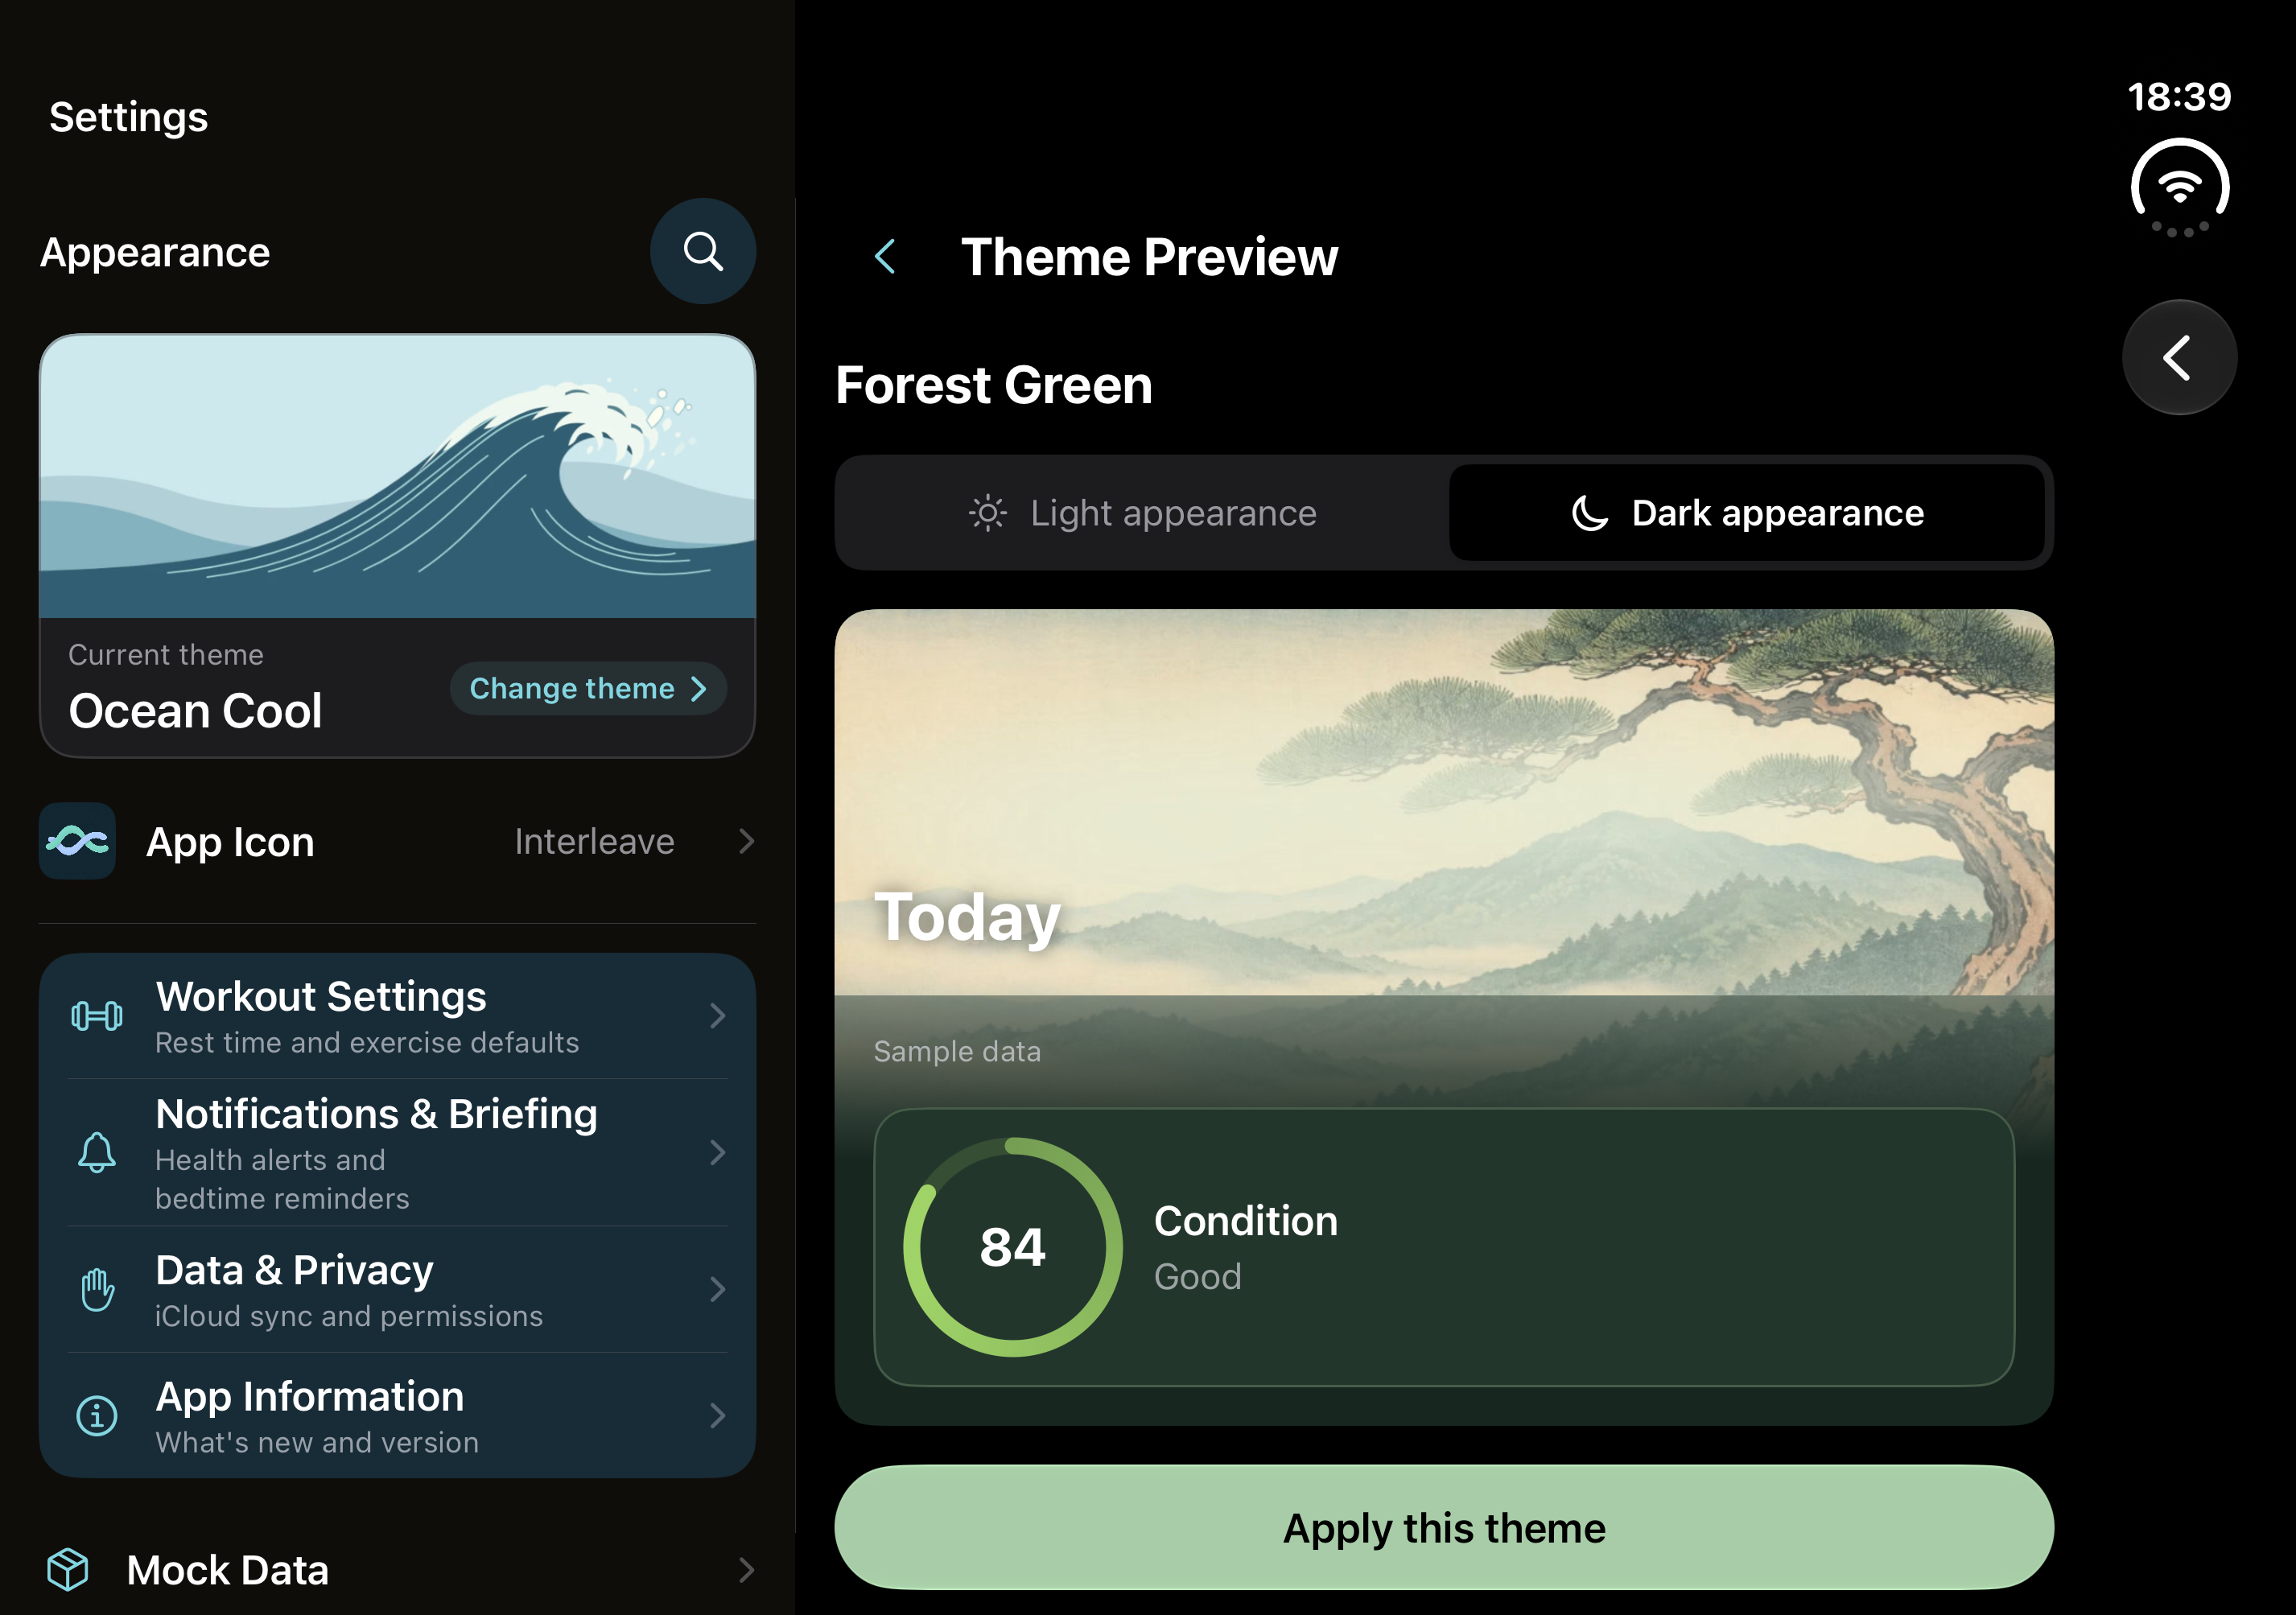 Settings
Appearance
Current theme
Ocean Cool
Change theme
App Icon
Interleave
Workout Settings
Rest time and exercise defaults
Notifications & Briefing
Health alerts and
bedtime reminders
Data & Privacy
iCloud sync and permissions
App Information
What's new and version
Mock Data
18:39
Theme Preview
Forest Green
Light appearance
Dark appearance
Today
Sample data
84
Condition
Good
Apply this theme